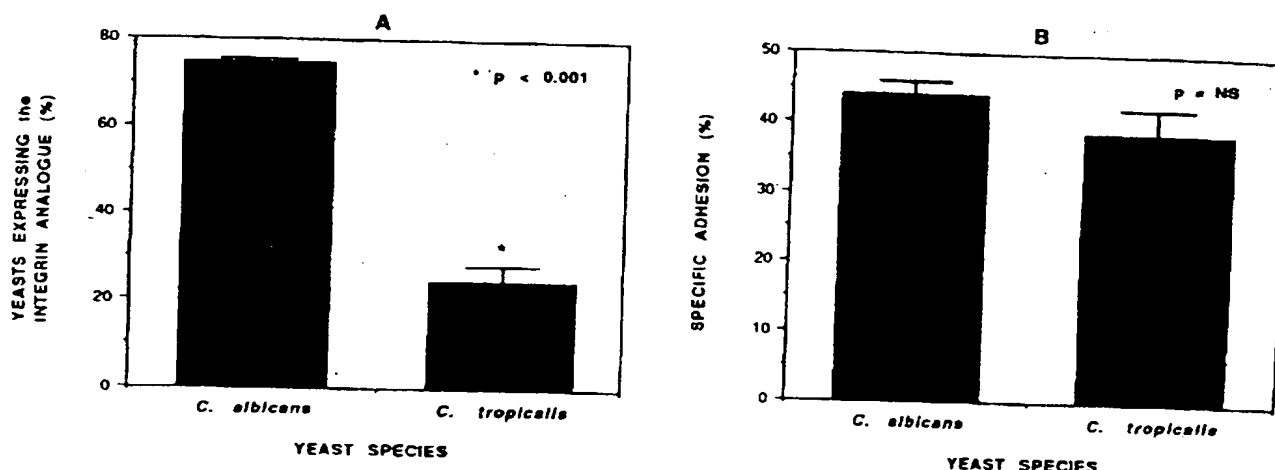 A
YEASTS EXPRESSING the
INTEGRIN ANALOGUE (%)
80
60
40
20
0
* p < 0.001
*
C. albicans
C. tropicalis
YEAST SPECIES
B
SPECIFIC ADHESION (%)
50
40
30
20
10
0
p = NS
C. albicans
C. tropicalis
YEAST SPECIES